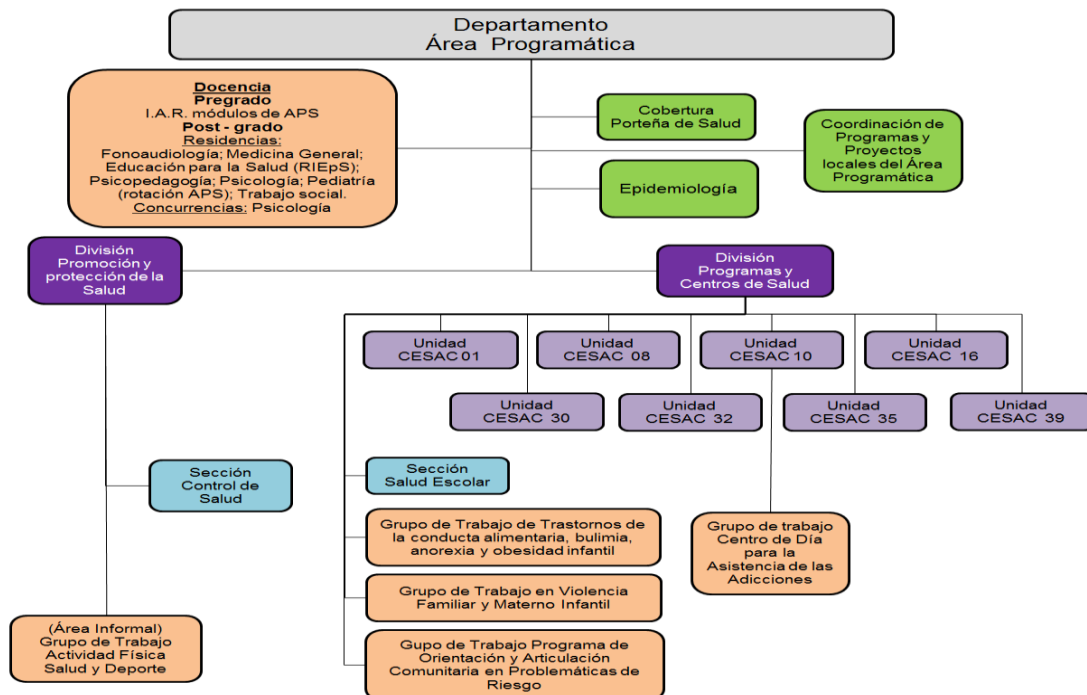 Departamento
Área Programática
Docencia
Pregrado
I.A.R. módulos de APS
Post - grado
Residencias:
Fonoaudiología; Medicina General;
Educación para la Salud (RIEpS);
Psicopedagogía; Psicología; Pediatría
(rotación APS); Trabajo social.
Concurrencias: Psicología
Cobertura
Porteña de Salud
Coordinación de
Programas y
Proyectos
locales del Área
Programática
Epidemiología
División
Promoción y
protección de la
Salud
División
Programas y
Centros de Salud
Unidad
CESAC 01
Unidad
CESAC 08
Unidad
CESAC 10
Unidad
CESAC 16
Unidad
CESAC 30
Unidad
CESAC 32
Unidad
CESAC 35
Unidad
CESAC 39
Sección
Control de
Salud
Sección
Salud Escolar
Grupo de Trabajo de Trastornos de
la conducta alimentaria, bulimia,
anorexia y obesidad infantil
Grupo de trabajo
Centro de Día
para la
Asistencia de las
Adicciones
Grupo de Trabajo en Violencia
Familiar y Materno Infantil
(Área Informal)
Grupo de Trabajo
Actividad Física
Salud y Deporte
Gupo de Trabajo Programa de
Orientación y Articulación
Comunitaria en Problemáticas de
Riesgo